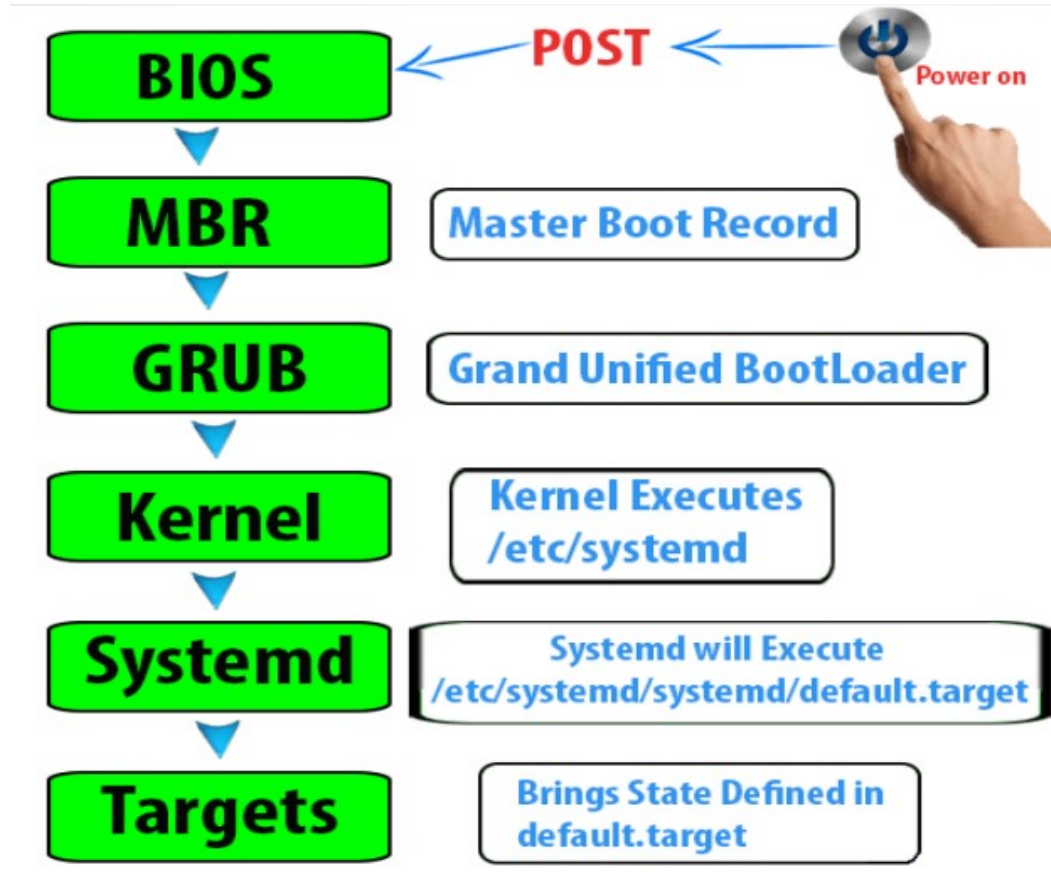 BIOS
POST
Power on
MBR
Master Boot Record
GRUB
Grand Unified BootLoader
Kernel
Kernel Executes
/etc/systemd
Systemd
Systemd will Execute
/etc/systemd/systemd/default.target
Targets
Brings State Defined in
default.target